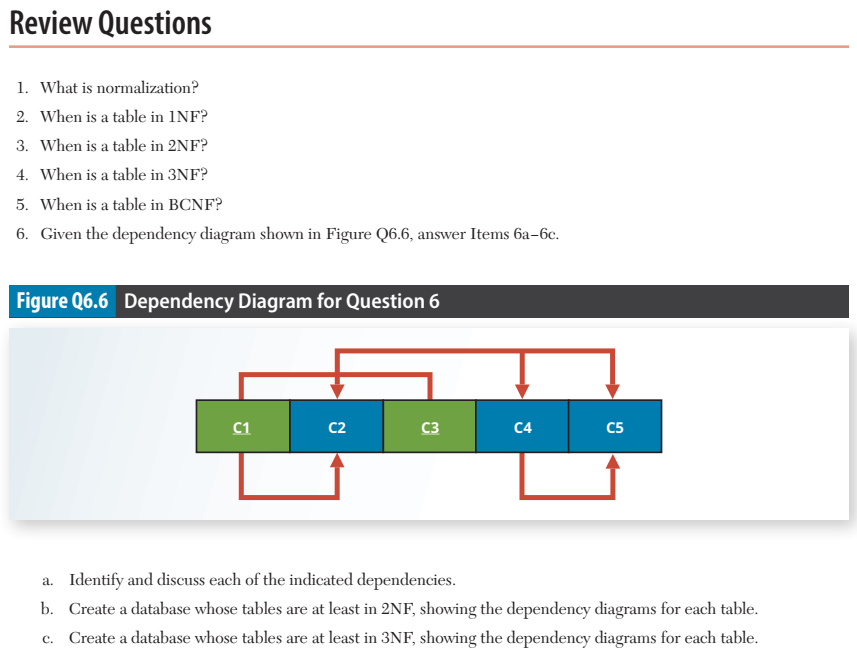 Review Questions
1. What is normalization?
2. When is a table in 1NF?
3. When is a table in 2NF?
4. When is a table in 3NF?
5. When is a table in BCNF?
6. Given the dependency diagram shown in Figure Q6.6, answer Items 6a–6c.
Figure Q6.6 Dependency Diagram for Question 6
C1 C2 C3 C4 C5
a. Identify and discuss each of the indicated dependencies.
b. Create a database whose tables are at least in 2NF, showing the dependency diagrams for each table.
c. Create a database whose tables are at least in 3NF, showing the dependency diagrams for each table.